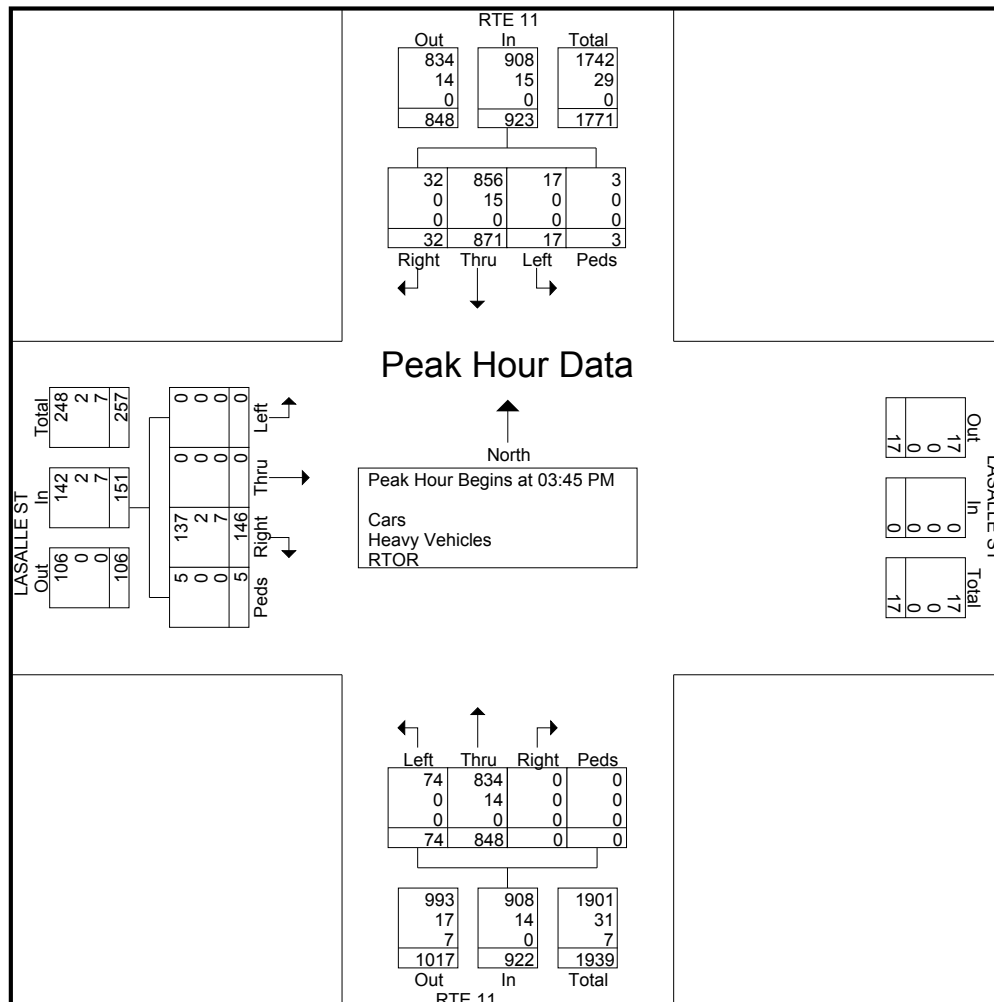 RTE 11
Out In Total
834 908 1742
14 15 29
0 0 0
848 923 1771
32 856 17 3
0 15 0 0
0 0 0 0
32 871 17 3
Right Thru Left Peds
Peak Hour Data
North
Peak Hour Begins at 03:45 PM
Cars
Heavy Vehicles
RTOR
LASALLE ST
Total
248
2
7
257
In
142
2
7
151
Out
106
0
0
106
0
0
0
0
Left
0
0
0
0
Thru
137
2
7
146
Right
5
0
0
5
Peds
LASALLE ST
Out
17
0
0
17
In
0
0
0
0
Total
17
0
0
17
Left Thru Right Peds
74 834 0 0
0 14 0 0
0 0 0 0
74 848 0 0
993 908 1901
17 14 31
7 0 7
1017 922 1939
Out In Total
RTE 11